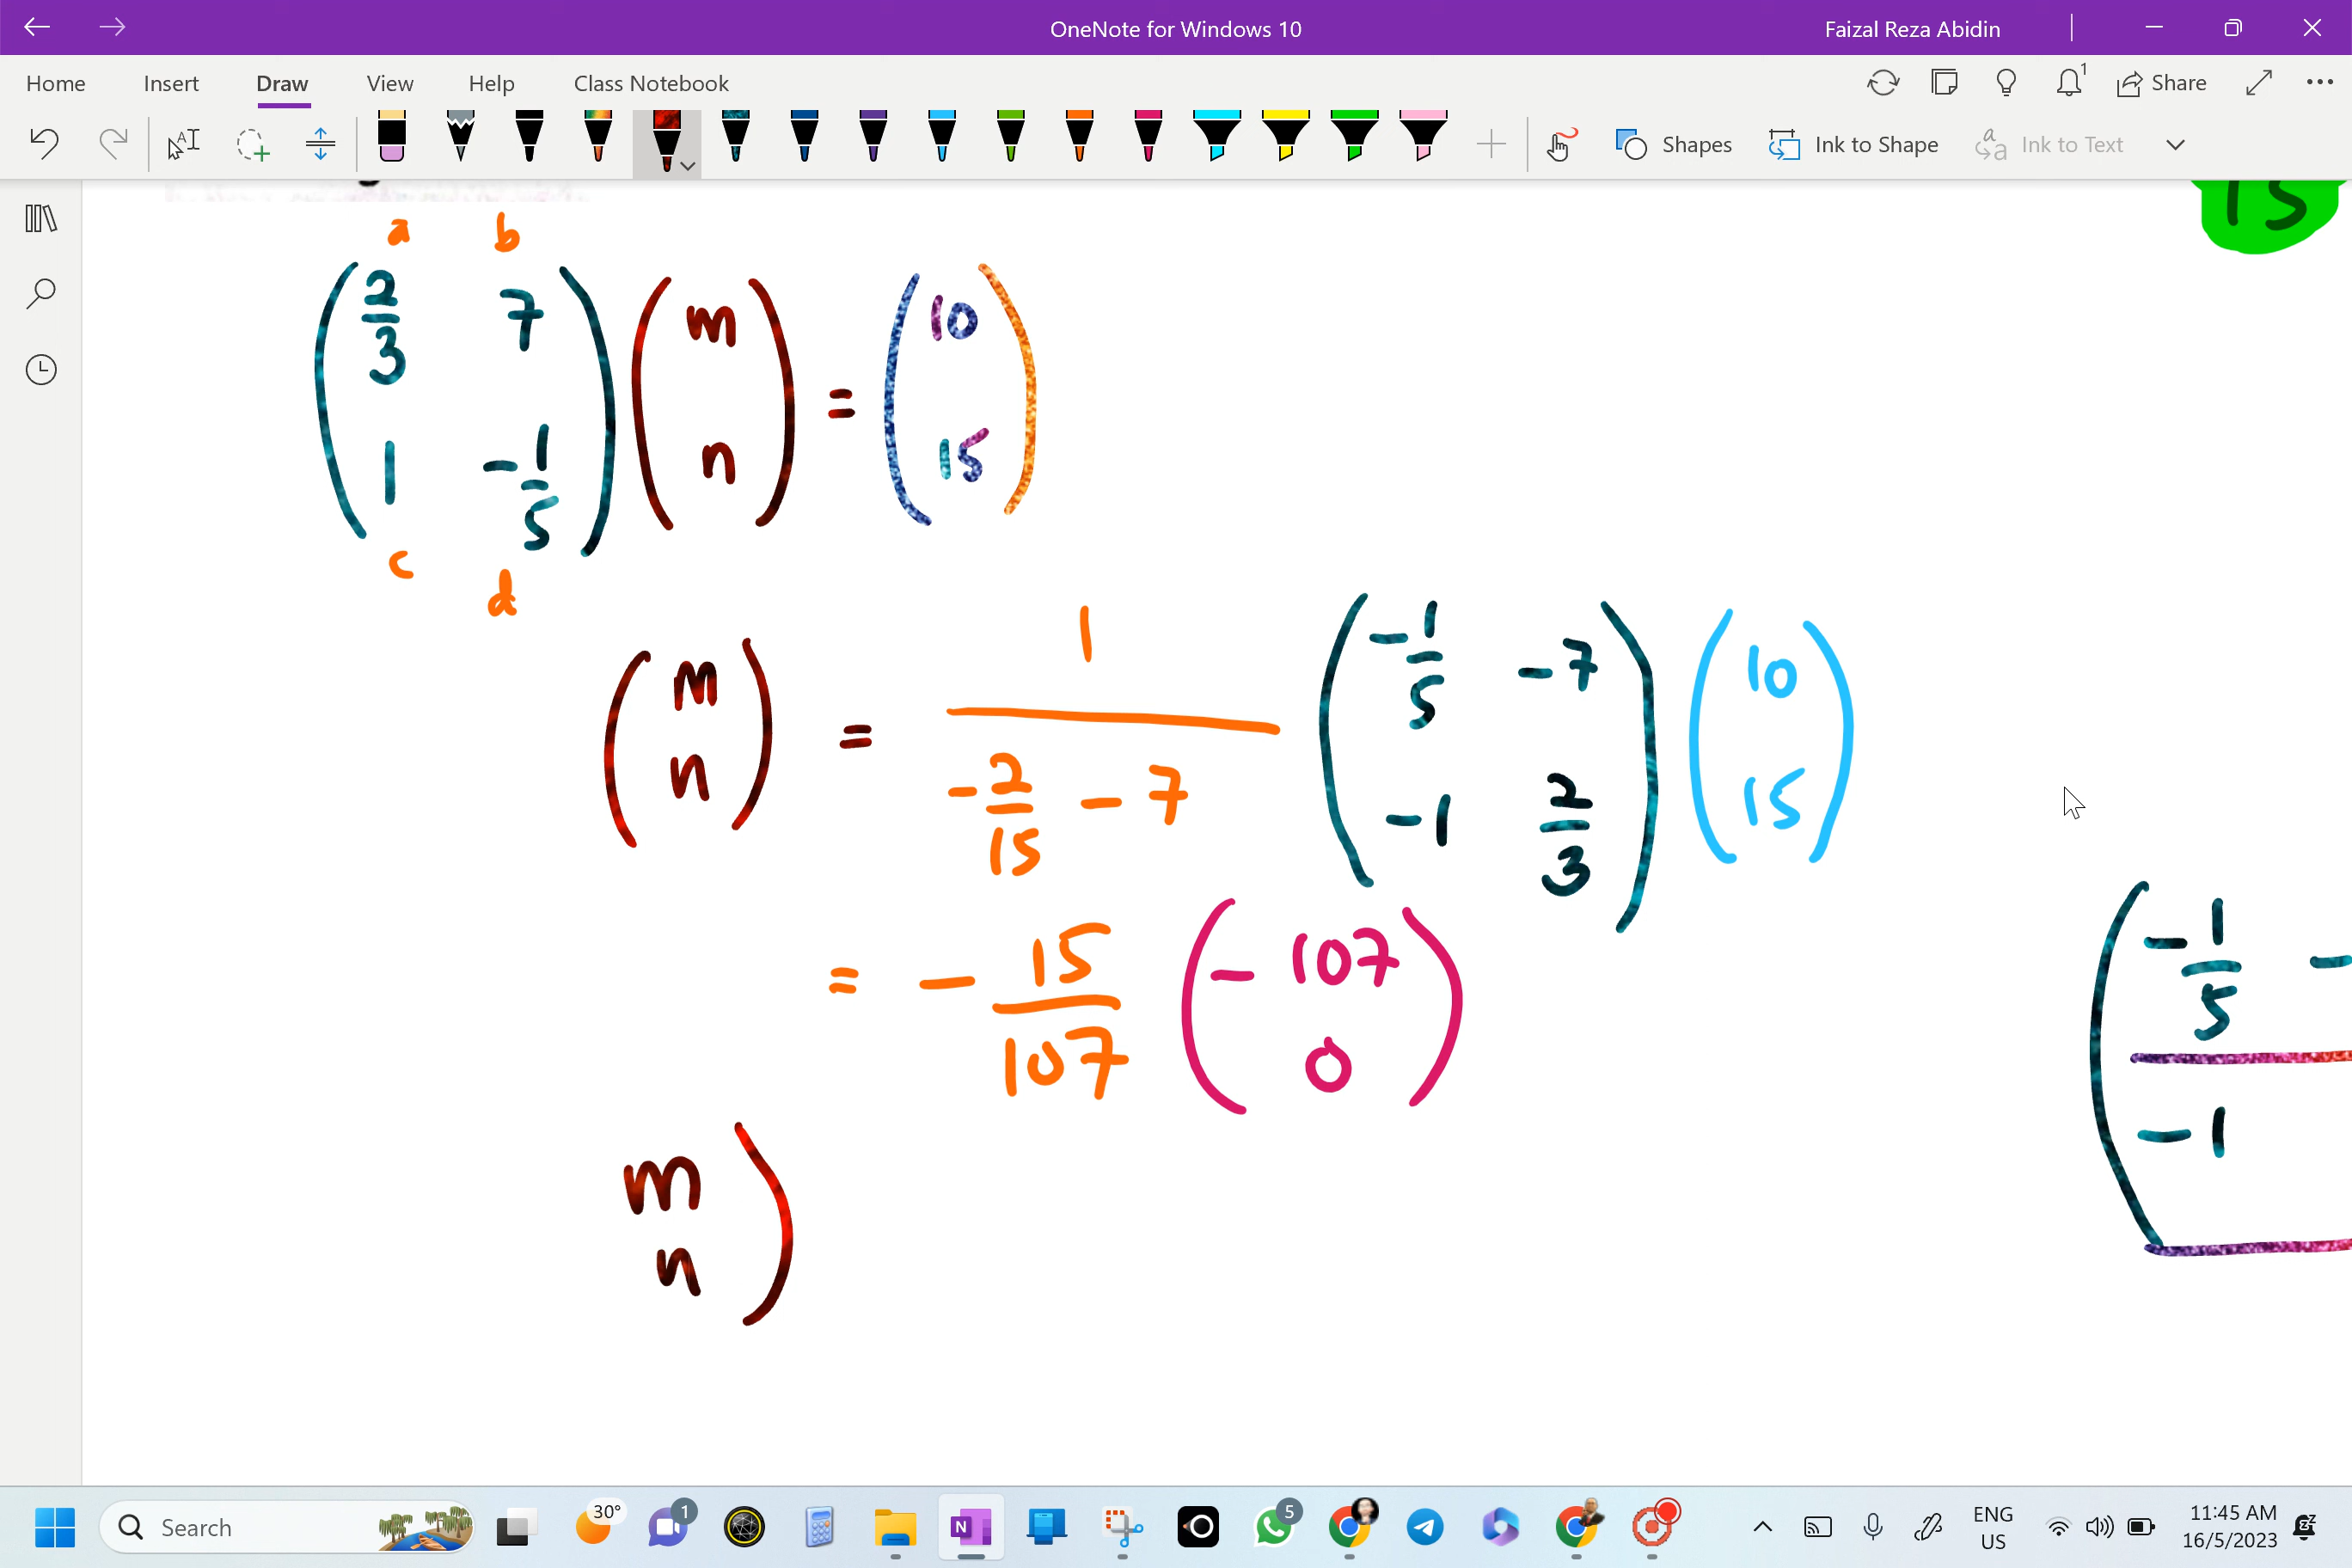 OneNote for Windows 10 Faizal Reza Abidin
Home Insert Draw View Help Class Notebook 1 Share
Shapes Ink to Shape Ink to Text
15
a b
2/3 7 m = 10
1 -1/5 n 15
c d
m = 1 -1/5 -7 10
n -2/15 - 7 -1 2/3 15
= - 15/107 -107 -1/5 -
0 -1
m
n
Search 30° 1 5 ENG US 11:45 AM 16/5/2023